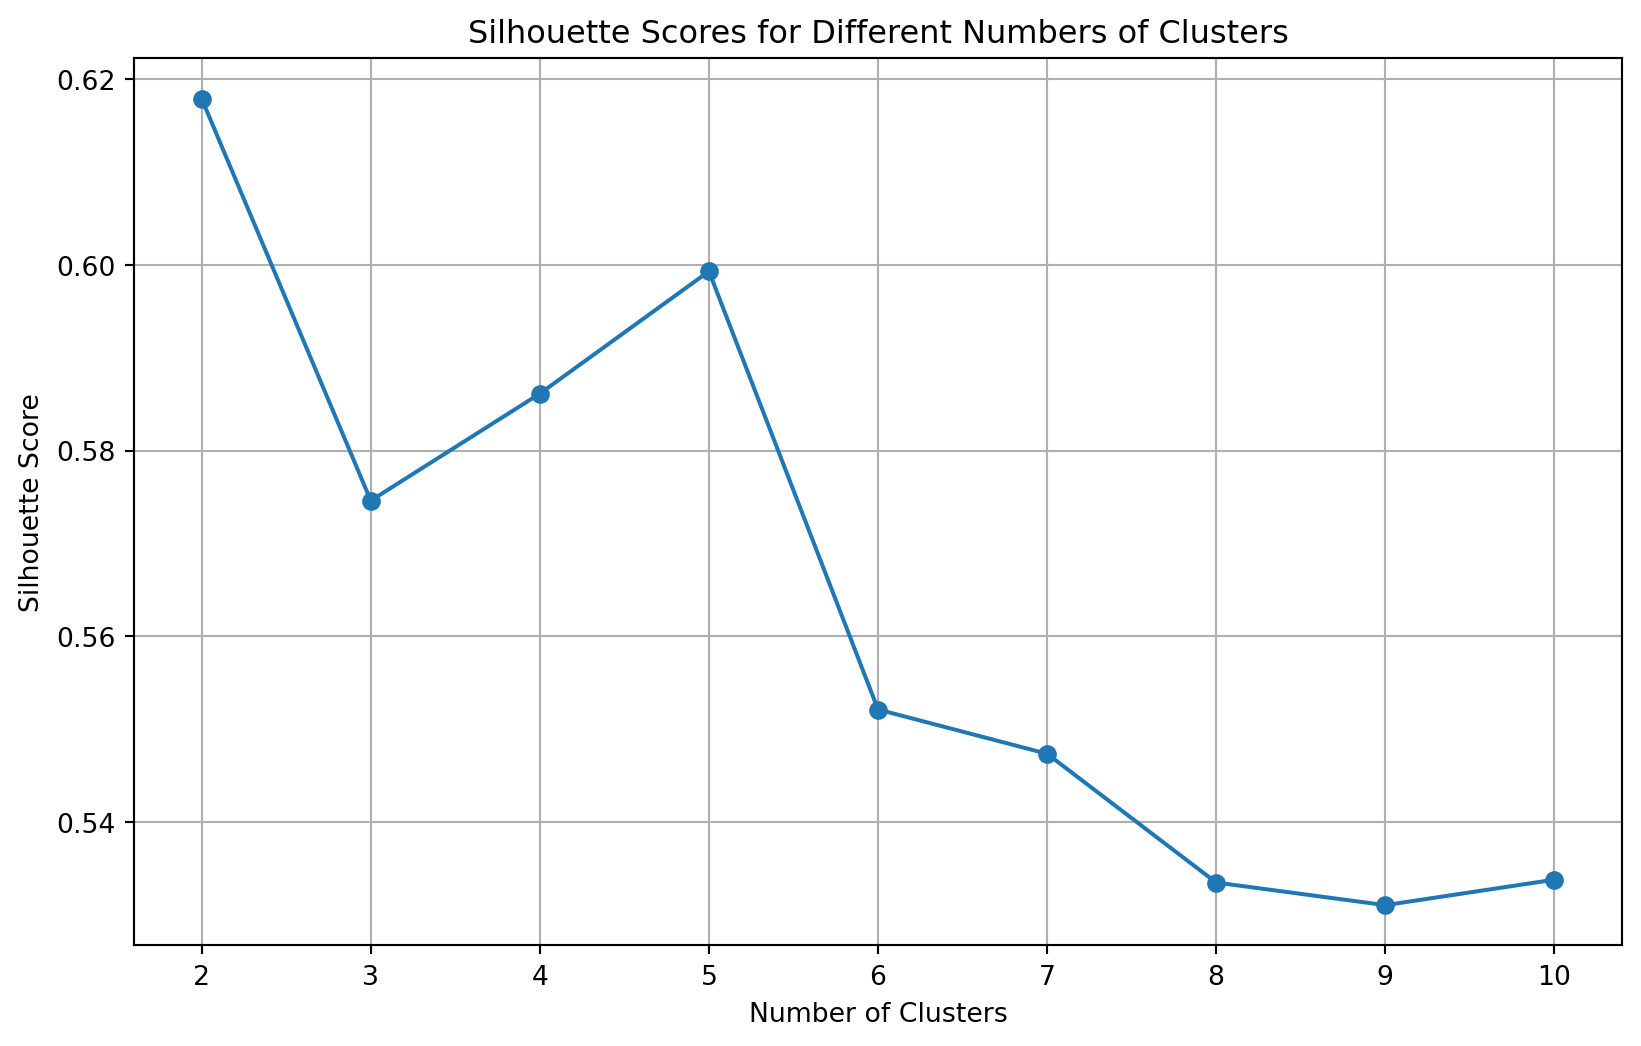 Silhouette Scores for Different Numbers of Clusters
0.62
0.60
0.58
0.56
0.54
Silhouette Score
2 3 4 5 6 7 8 9 10
Number of Clusters